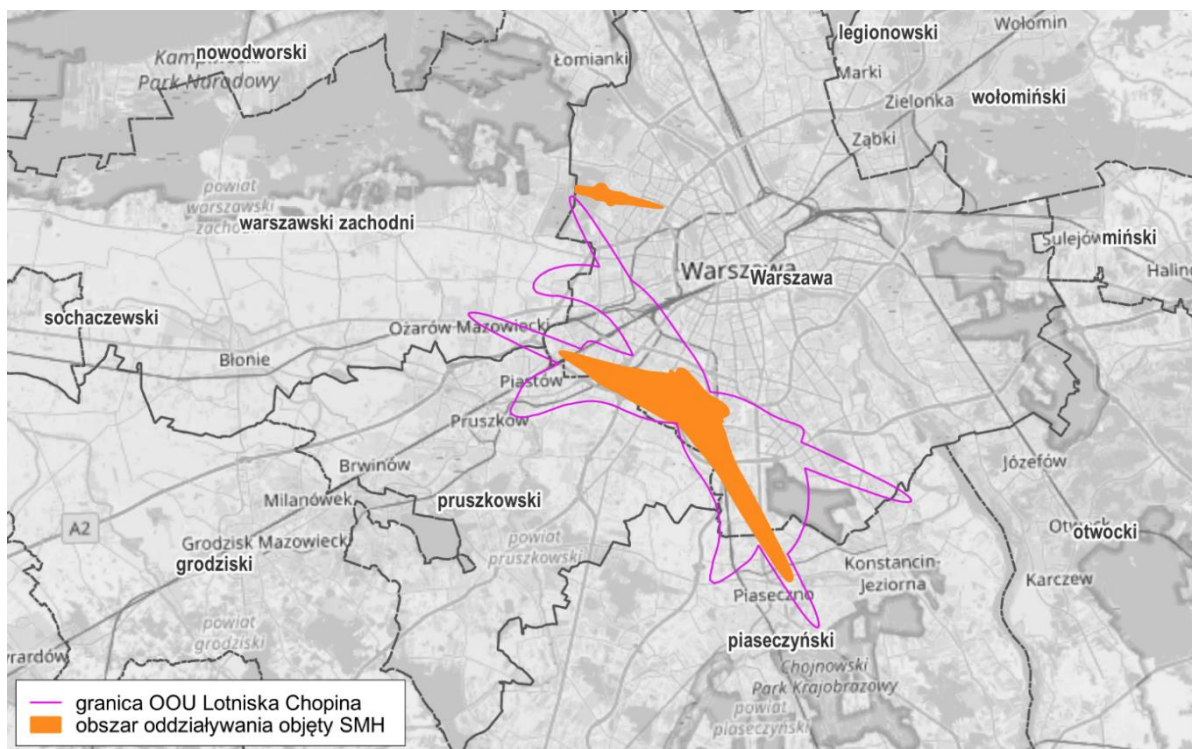 nowodworski
Kampinoski
Park Narodowy
Łomianki
legionowski
Wołomin
Marki
Zielonka
wołomiński
Ząbki
powiat
warszawski
zachodni
warszawski zachodni
Sulejów
miński
Halin
Warszawa
Warszawa
sochaczewski
Ożarów Mazowiecki
Błonie
Piastów
Pruszków
Brwinów
Milanówek
pruszkowski
Józefów
A2
Grodzisk Mazowieck
grodziski
powiat
pruszkowski
Otwock
otwocki
Konstancin-
Jeziorna
Karczew
Piaseczno
powiat
grodziski
yrardów
piaseczyński
Chojnowski
Park Krajobrazowy
powiat
piaseczyński
granica OOU Lotniska Chopina
obszar oddziaływania objęty SMH